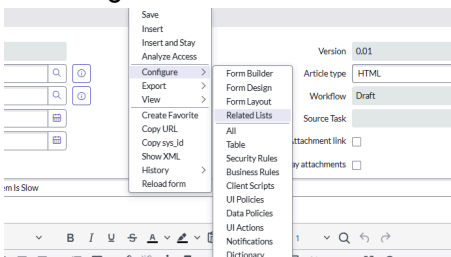 Save
Insert
Insert and Stay
Analyze Access
Configure
Export
View
Create Favorite
Copy URL
Copy sys_id
Show XML
History
Reload form
Form Builder
Form Design
Form Layout
Related Lists
All
Table
Security Rules
Business Rules
Client Scripts
UI Policies
Data Policies
UI Actions
Notifications
Dictionary
Version 0.01
Article type HTML
Workflow Draft
Source Task
ttachment link
ay attachments
em Is Slow
B I U S A
1